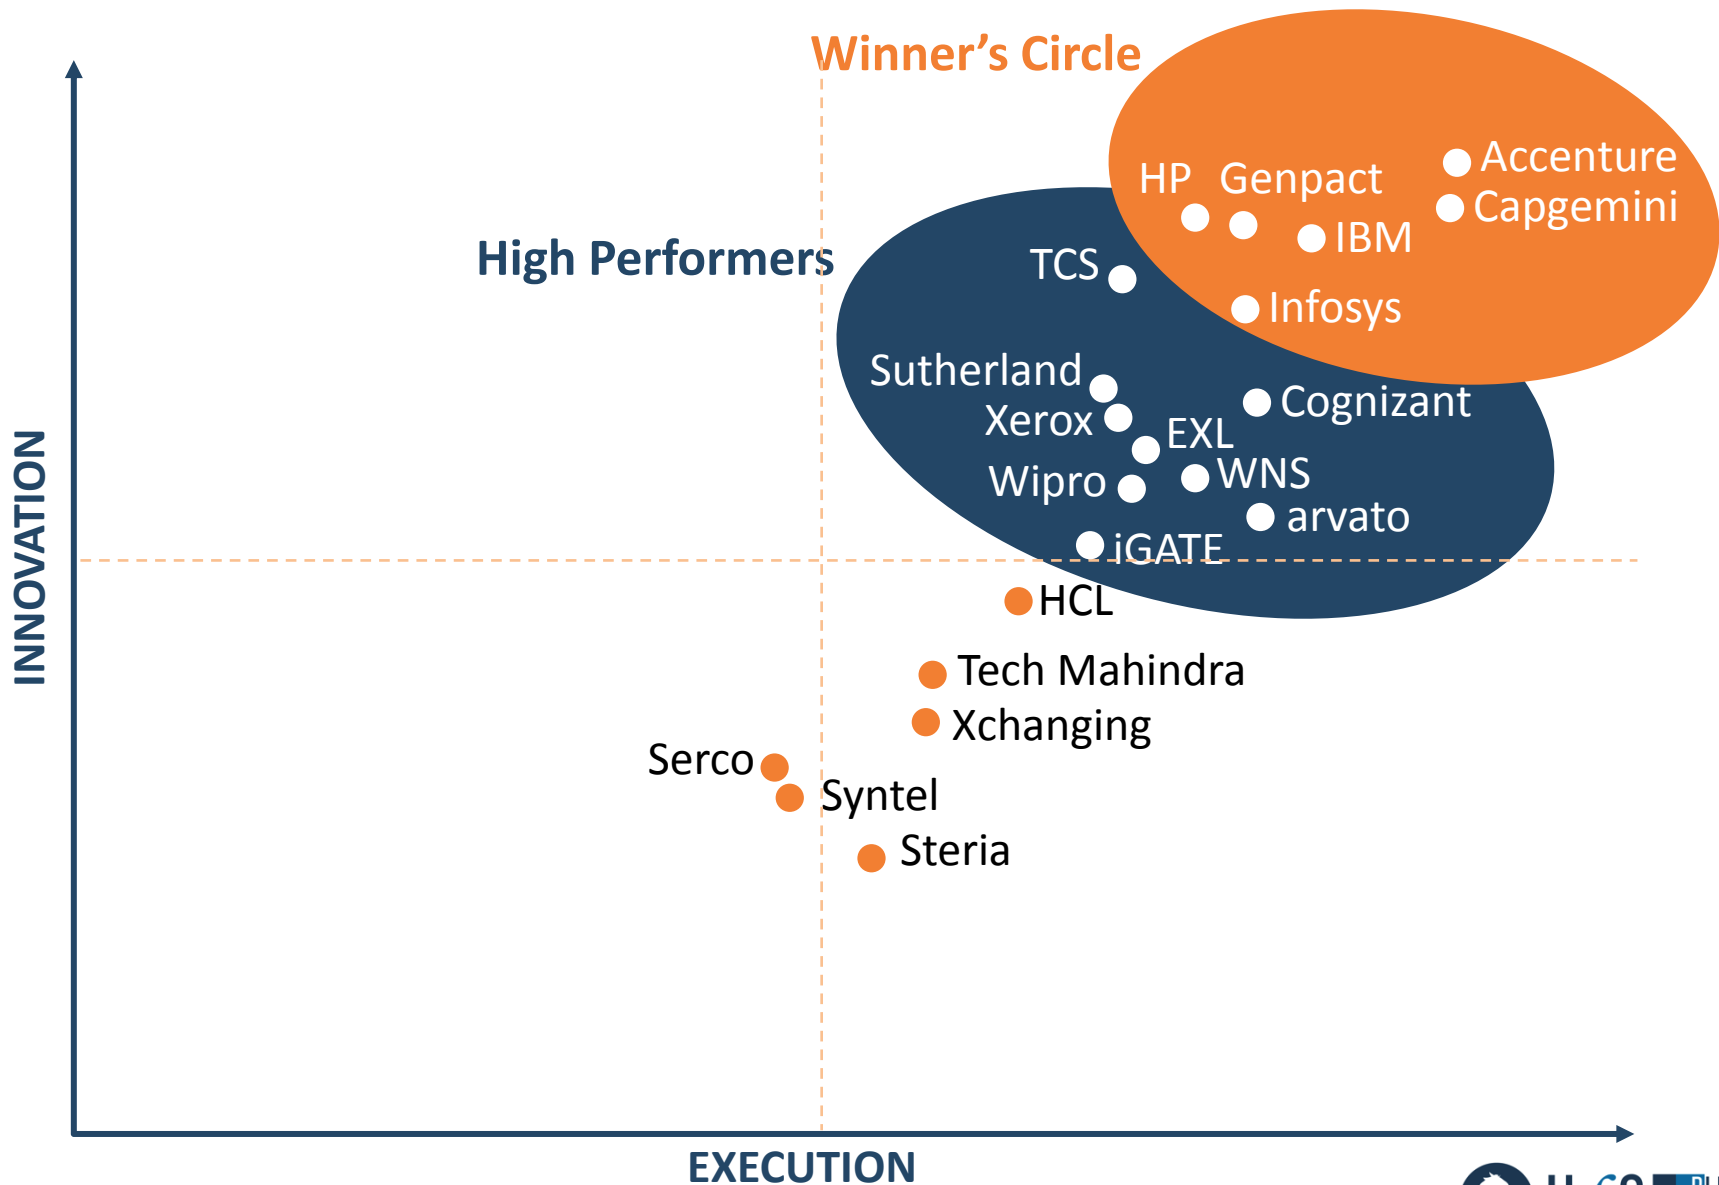 Winner's Circle
Accenture
HP
Genpact
Capgemini
IBM
High Performers
TCS
Infosys
Sutherland
Cognizant
Xerox
EXL
Wipro
WNS
arvato
iGATE
INNOVATION
HCL
Tech Mahindra
Xchanging
Serco
Syntel
Steria
EXECUTION